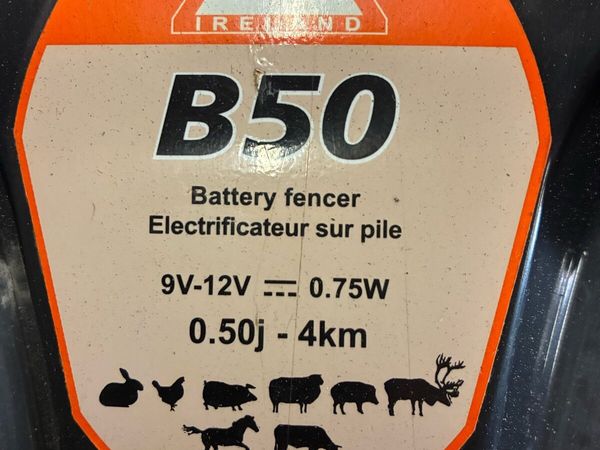 IRELAND
B50
Battery fencer
Electrificateur sur pile
9V-12V ⎓ 0.75W
0.50j - 4km